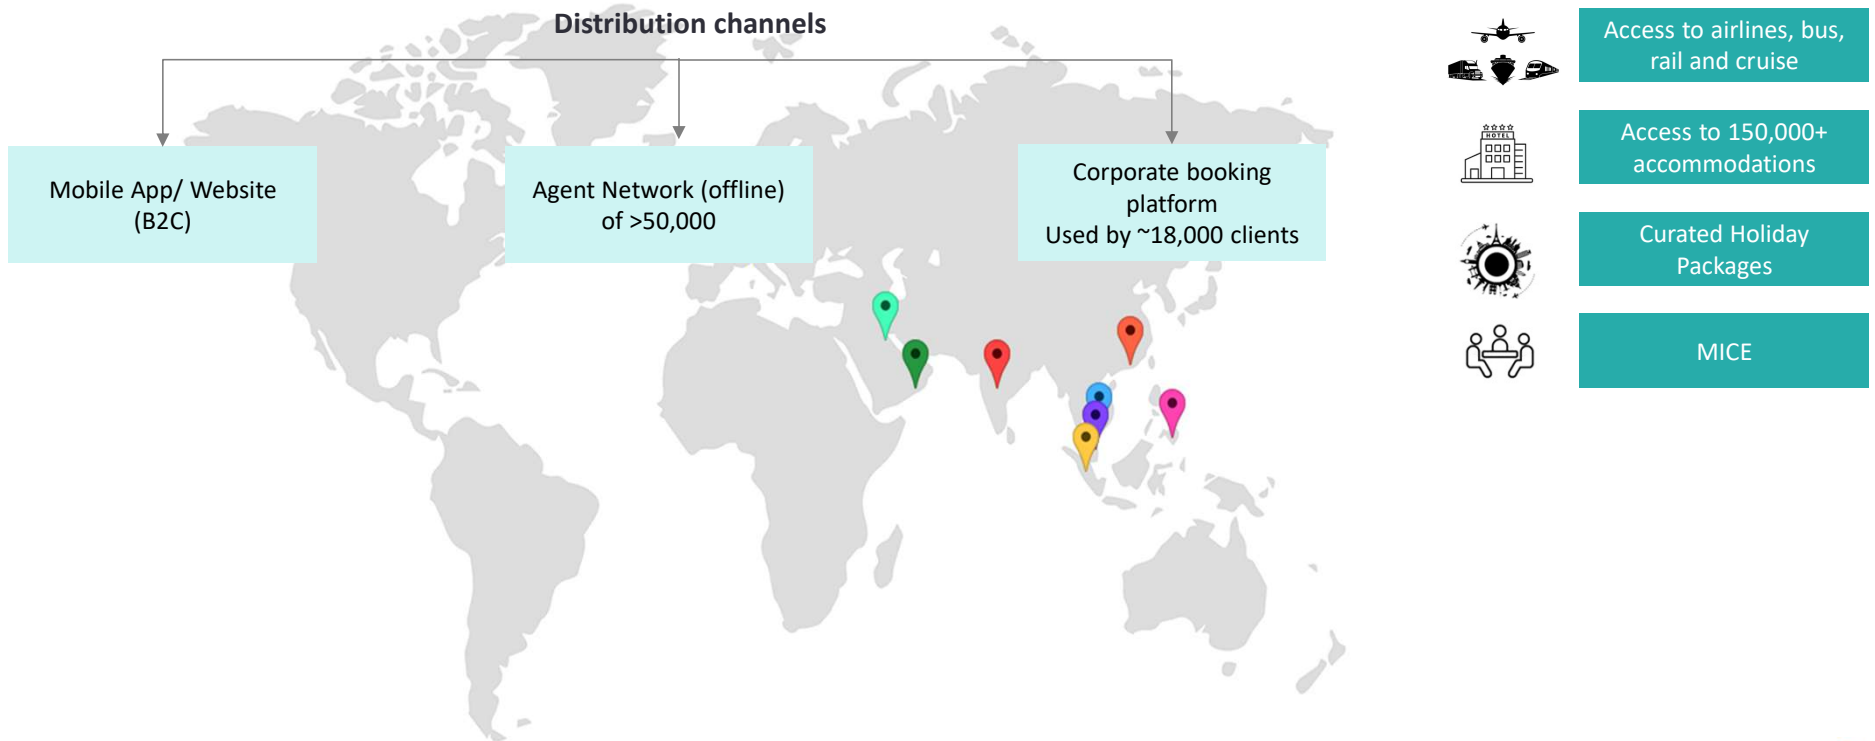 Distribution channels
Mobile App/ Website
(B2C)
Agent Network (offline)
of >50,000
Corporate booking
platform
Used by ~18,000 clients
Access to airlines, bus,
rail and cruise
HOTEL
Access to 150,000+
accommodations
Curated Holiday
Packages
MICE